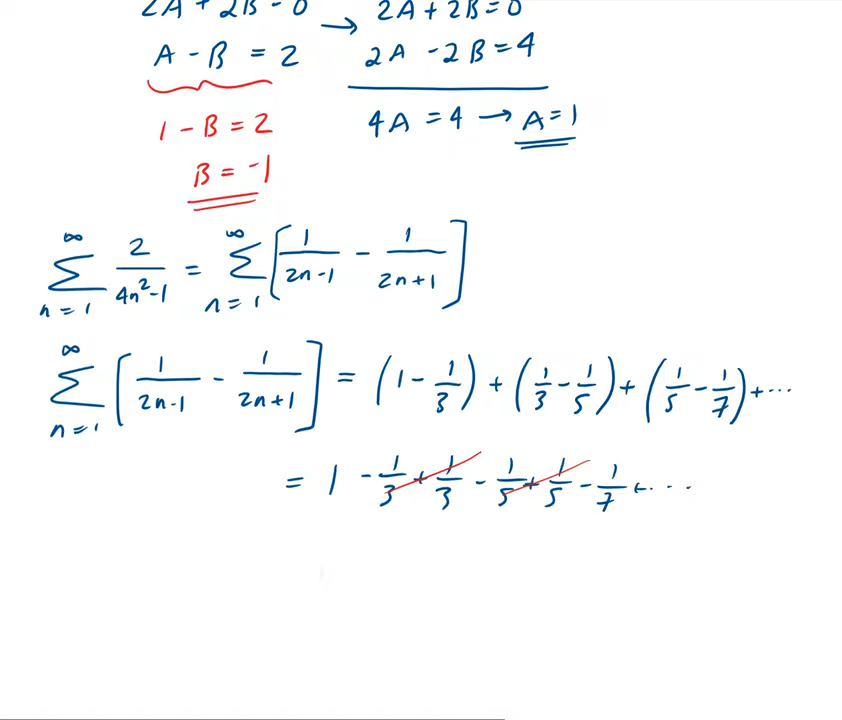 2A + 2B = 0 → 2A + 2B = 0
A - B = 2 2A - 2B = 4
1 - B = 2 4A = 4 → A = 1
B = -1
∞ ∑ n = 1 2/(4n²-1) = ∞ ∑ n = 1 [1/(2n-1) - 1/(2n+1)]
∞ ∑ n = 1 [1/(2n-1) - 1/(2n+1)] = (1 - 1/3) + (1/3 - 1/5) + (1/5 - 1/7) + ...
= 1 - 1/3 + 1/3 - 1/5 + 1/5 - 1/7 + ...